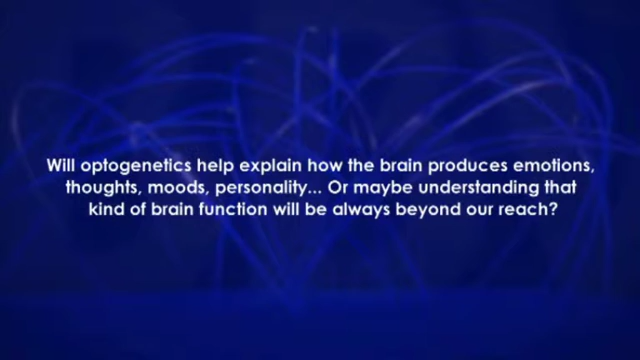 Will optogenetics help explain how the brain produces emotions,
thoughts, moods, personality... Or maybe understanding that
kind of brain function will be always beyond our reach?